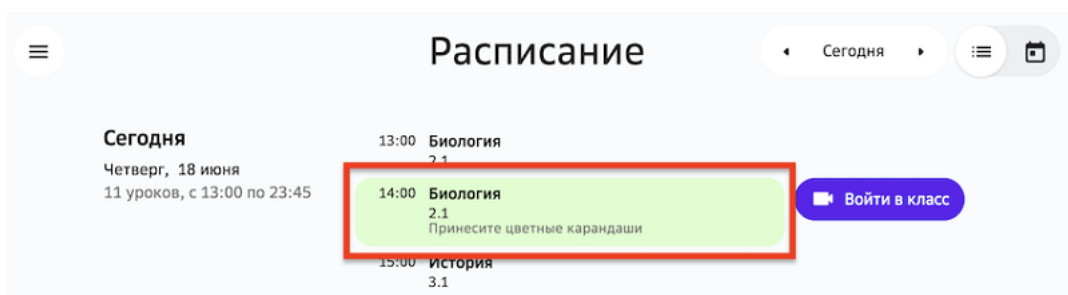 Расписание
Сегодня
Сегодня
Четверг, 18 июня
11 уроков, с 13:00 по 23:45
13:00 Биология
2.1
14:00 Биология
2.1
Принесите цветные карандаши
Войти в класс
15:00 История
3.1